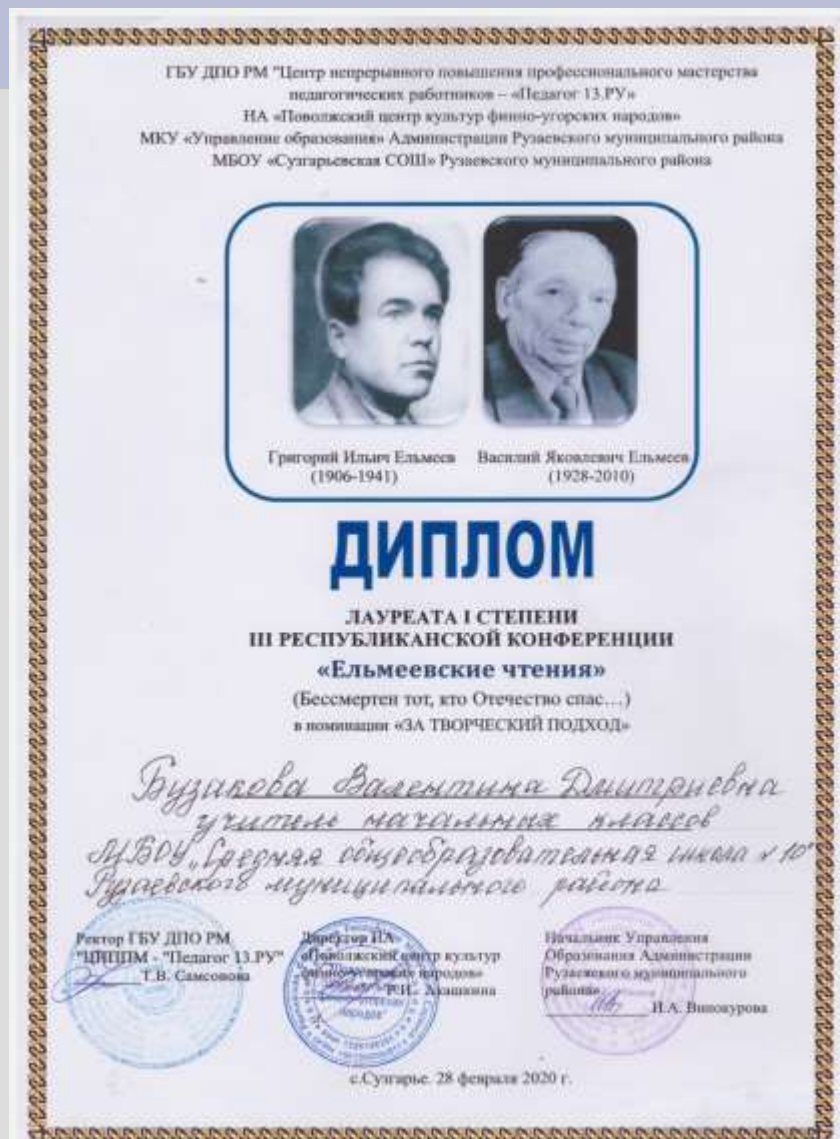 ГБУ ДПО РМ "Центр непрерывного повышения профессионального мастерства
педагогических работников – «Педагог 13.РУ»
НА «Поволжский центр культур финно-угорских народов»
МКУ «Управление образования» Администрации Рузаевского муниципального района
МБОУ «Сузгарьевская СОШ» Рузаевского муниципального района
Григорий Ильич Ельмеев
(1906-1941)
Василий Яковлевич Ельмеев
(1928-2010)
ДИПЛОМ
ЛАУРЕАТА I СТЕПЕНИ
III РЕСПУБЛИКАНСКОЙ КОНФЕРЕНЦИИ
«Ельмеевские чтения»
(Бессмертен тот, кто Отечество спас…)
в номинации «ЗА ТВОРЧЕСКИЙ ПОДХОД»
Бузакова Валентина Дмитриевна
учитель начальных классов
МБОУ „Средняя общеобразовательная школа № 10"
Рузаевского муниципального района
Ректор ГБУ ДПО РМ
"ЦНППМ - "Педагог 13.РУ"
Т.В. Самсонова
Директор НА
«Поволжский центр культур
финно-угорских народов»
Р.И. Акашкина
Начальник Управления
Образования Администрации
Рузаевского муниципального
района»
И.А. Винокурова
с.Сузгарье. 28 февраля 2020 г.